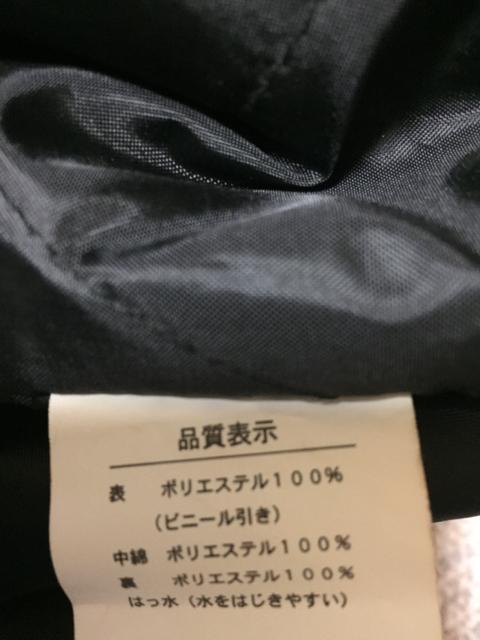 品質表示
表 ポリエステル100%
(ビニール引き)
中綿 ポリエステル100%
裏 ポリエステル100%
はっ水 (水をはじきやすい)